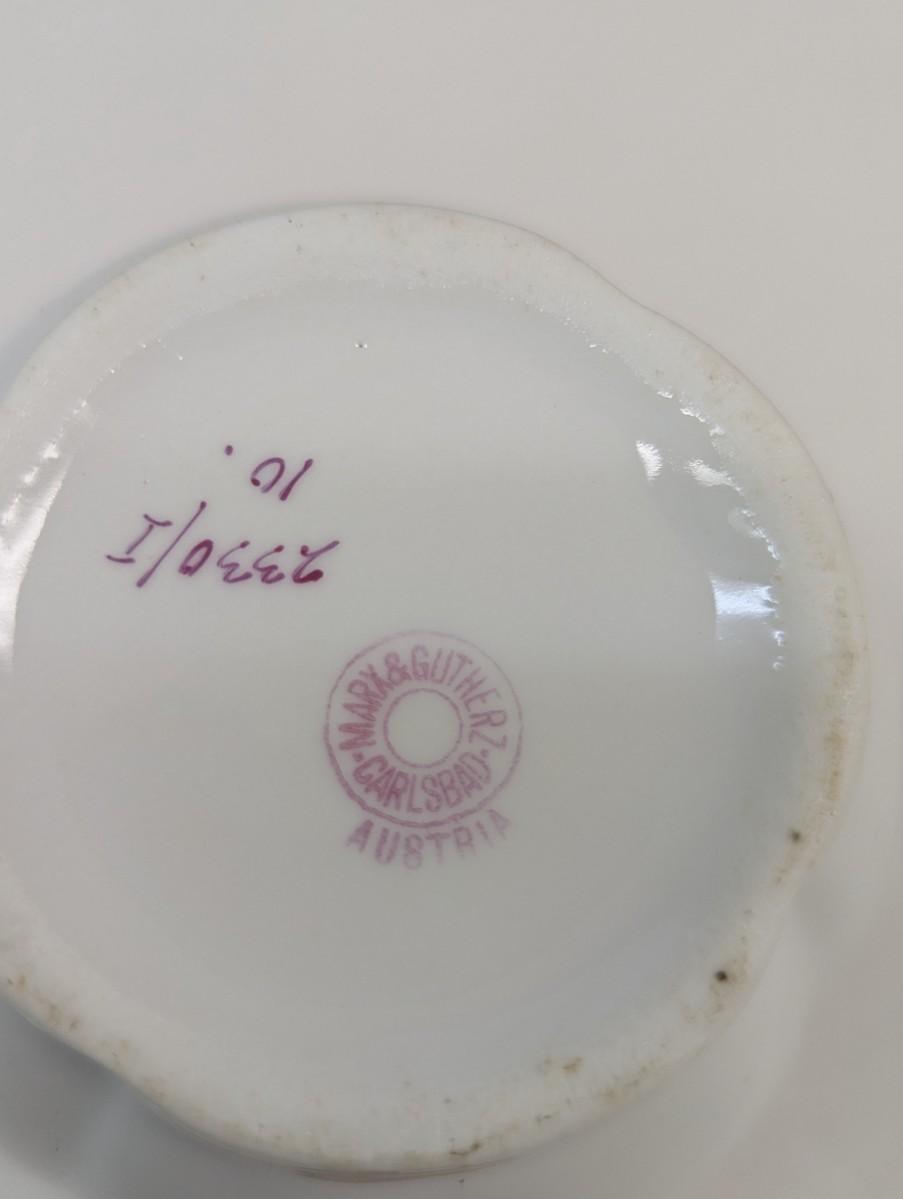 2330/I
10.
MARX & GUTHERZ
CARLSBAD
AUSTRIA